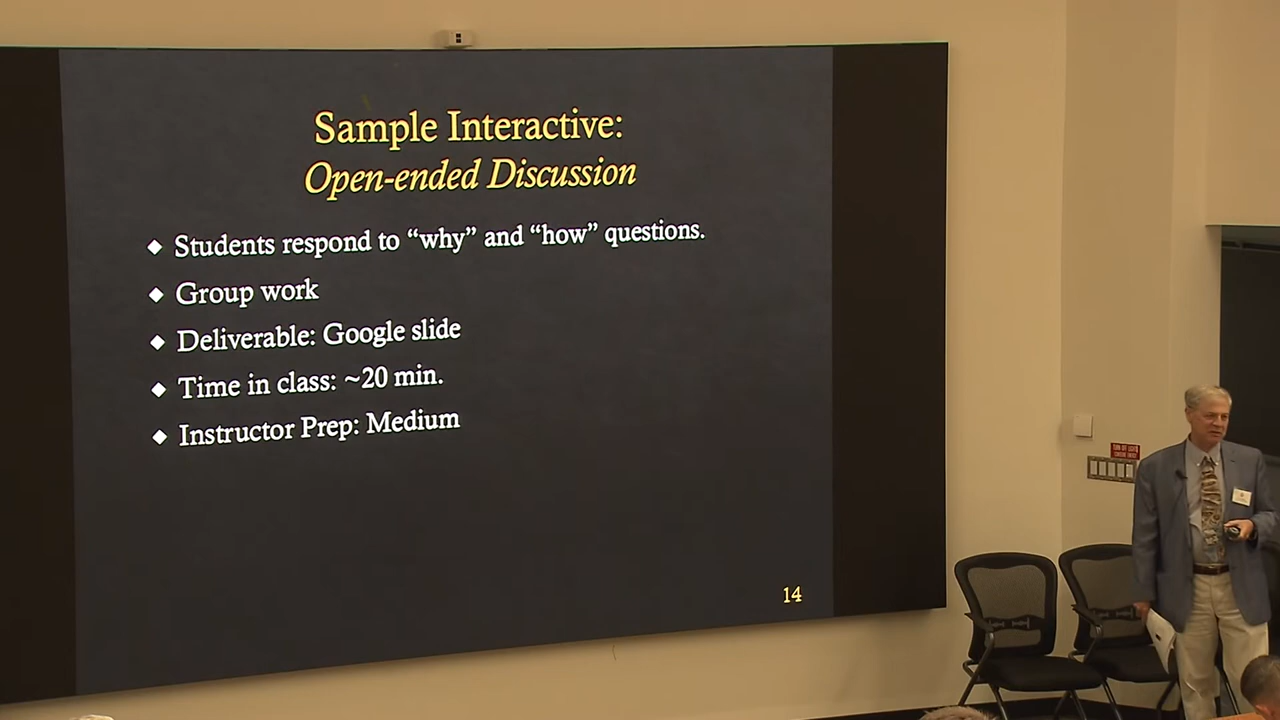 Sample Interactive:
Open-ended Discussion
Students respond to “why” and “how” questions.
Group work
Deliverable: Google slide
Time in class: ~20 min.
Instructor Prep: Medium
14